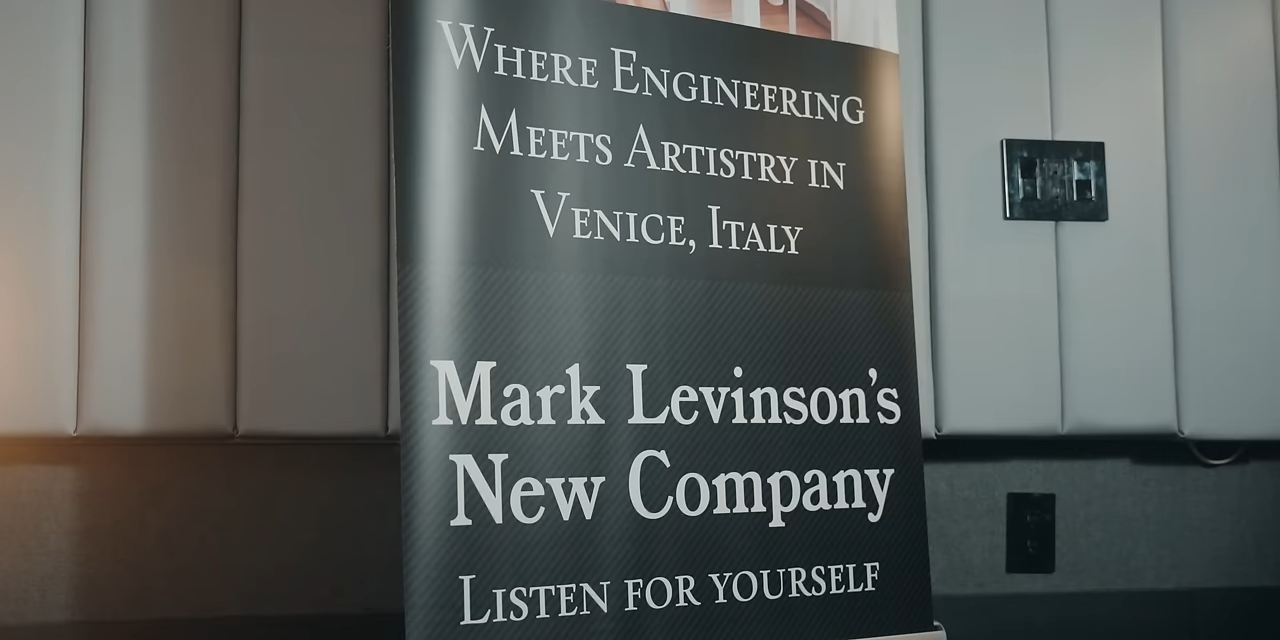 Where Engineering
Meets Artistry in
Venice, Italy
Mark Levinson's
New Company
Listen for yourself